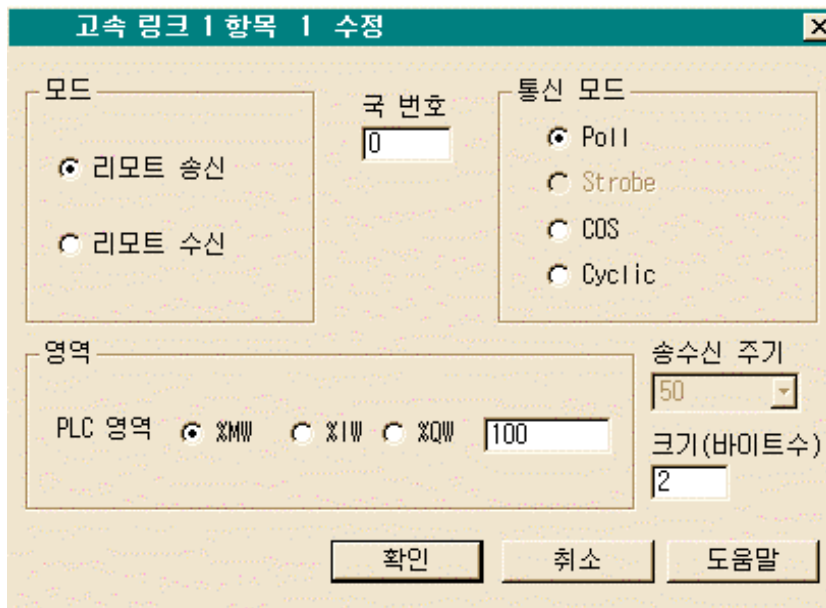 고속 링크 1 항목 1 수정
모드
리모트 송신
리모트 수신
국 번호
0
통신 모드
Poll
Strobe
COS
Cyclic
영역
PLC 영역 %MW %IW %QW 100
송수신 주기
50
크기(바이트수)
2
확인 취소 도움말